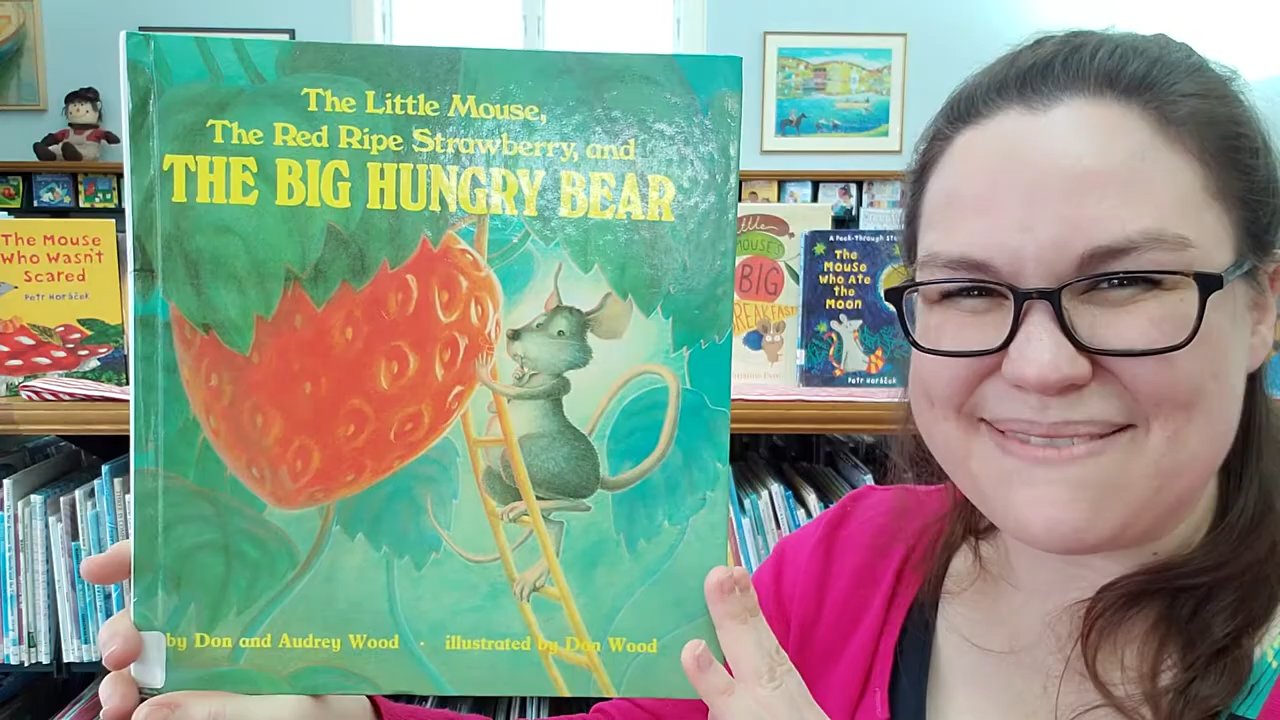 The Little Mouse,
The Red Ripe Strawberry, and
THE BIG HUNGRY BEAR
by Don and Audrey Wood · illustrated by Don Wood
The Mouse
Who Wasn't
Scared
Petr Horáček
MOUSE'S
BIG
BREAKFAST
A Peek-Through Sto
The
Mouse
Who Ate
the
Moon
Petr Horáček